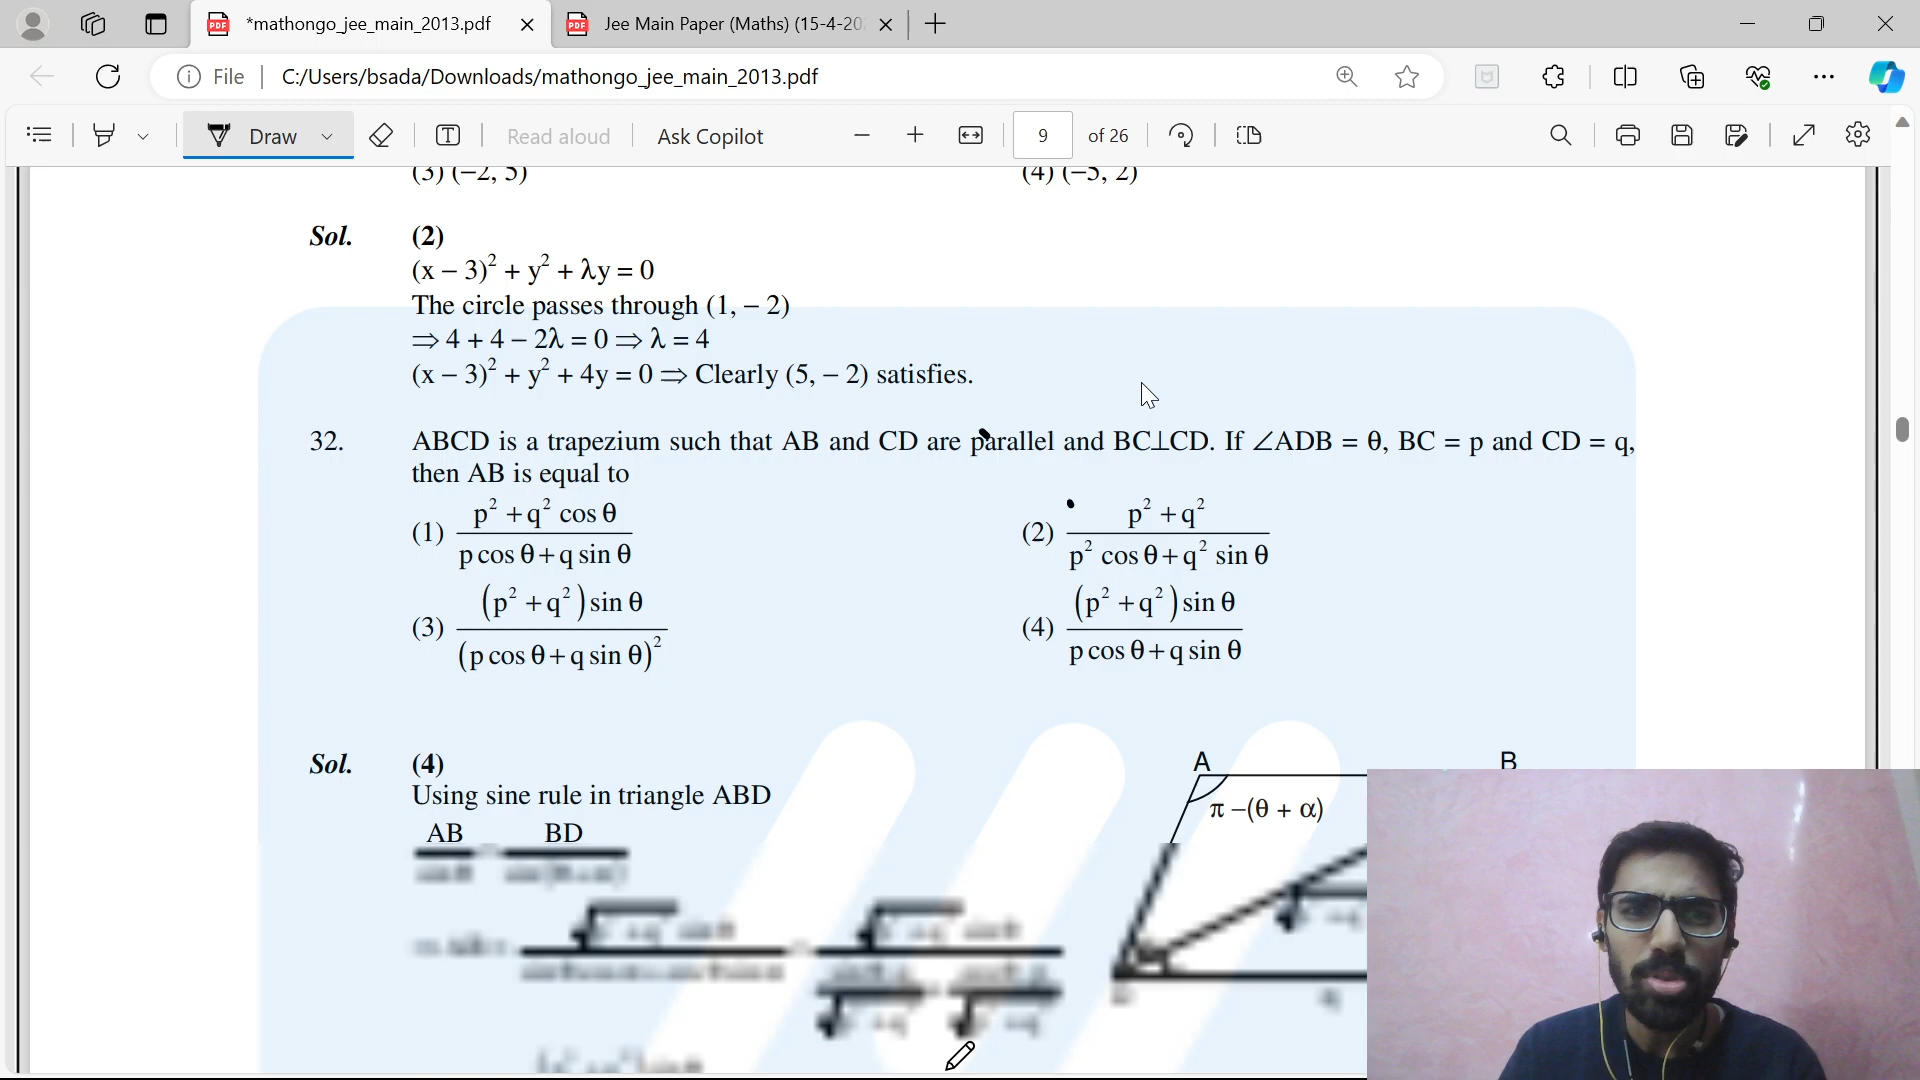 *mathongo_jee_main_2013.pdf
Jee Main Paper (Maths) (15-4-20
File
C:/Users/bsada/Downloads/mathongo_jee_main_2013.pdf
Draw
Read aloud
Ask Copilot
9
of 26
(3) (−2, 5)
(4) (−5, 2)
Sol. (2)
(x − 3)² + y² + λy = 0
The circle passes through (1, − 2)
⇒ 4 + 4 − 2λ = 0 ⇒ λ = 4
(x − 3)² + y² + 4y = 0 ⇒ Clearly (5, − 2) satisfies.
32. ABCD is a trapezium such that AB and CD are parallel and BC⊥CD. If ∠ADB = θ, BC = p and CD = q,
then AB is equal to
(1) p² + q² cos θ / p cos θ + q sin θ
(2) p² + q² / p² cos θ + q² sin θ
(3) (p² + q²) sin θ / (p cos θ + q sin θ)²
(4) (p² + q²) sin θ / p cos θ + q sin θ
Sol. (4)
Using sine rule in triangle ABD
AB BD
A
B
π −(θ + α)